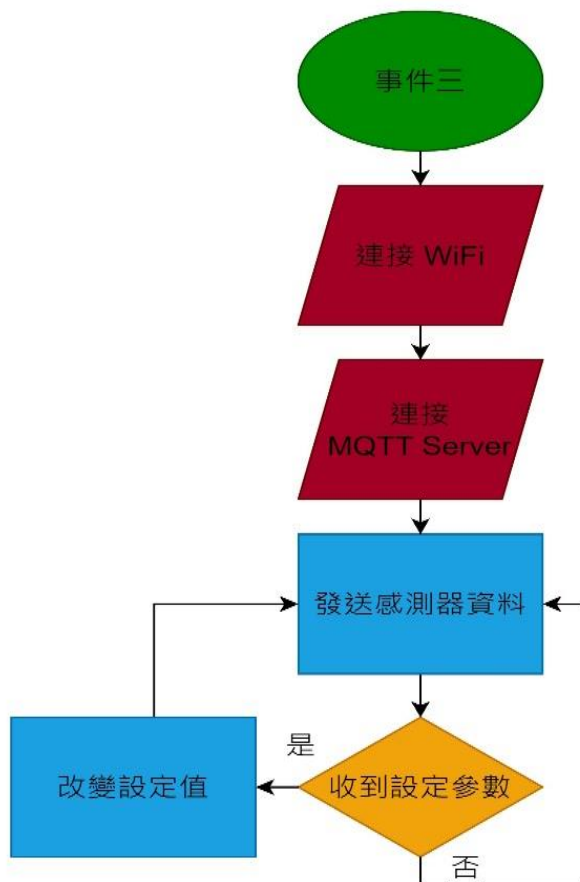 事件三
連接 WiFi
連接
MQTT Server
發送感測器資料
是
改變設定值
收到設定參數
否